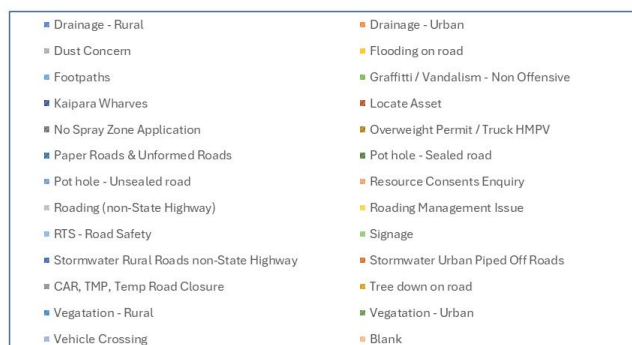 Drainage - Rural
Drainage - Urban
Dust Concern
Flooding on road
Footpaths
Graffitti / Vandalism - Non Offensive
Kaipara Wharves
Locate Asset
No Spray Zone Application
Overweight Permit / Truck HMPV
Paper Roads & Unformed Roads
Pot hole - Sealed road
Pot hole - Unsealed road
Resource Consents Enquiry
Roading (non-State Highway)
Roading Management Issue
RTS - Road Safety
Signage
Stormwater Rural Roads non-State Highway
Stormwater Urban Piped Off Roads
CAR, TMP, Temp Road Closure
Tree down on road
Vegatation - Rural
Vegatation - Urban
Vehicle Crossing
Blank